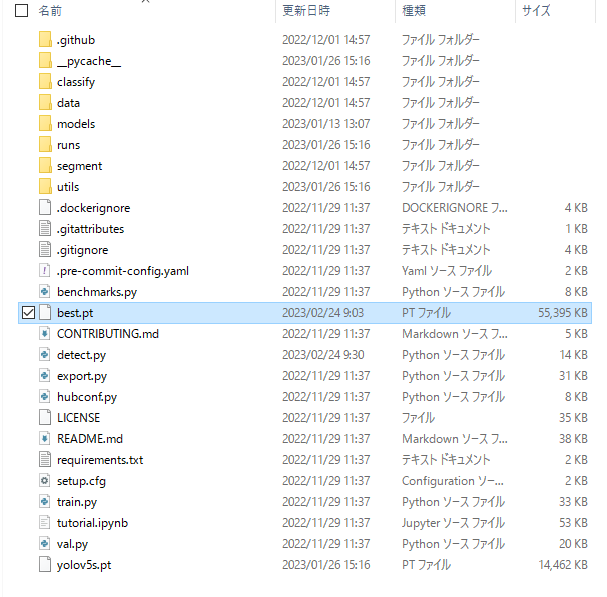 名前 更新日時 種類 サイズ
.github 2022/12/01 14:57 ファイル フォルダー
__pycache__ 2023/01/26 15:16 ファイル フォルダー
classify 2022/12/01 14:57 ファイル フォルダー
data 2022/12/01 14:57 ファイル フォルダー
models 2023/01/13 13:07 ファイル フォルダー
runs 2023/01/26 15:16 ファイル フォルダー
segment 2022/12/01 14:57 ファイル フォルダー
utils 2023/01/26 15:16 ファイル フォルダー
.dockerignore 2022/11/29 11:37 DOCKERIGNORE フ... 4 KB
.gitattributes 2022/11/29 11:37 テキスト ドキュメント 1 KB
.gitignore 2022/11/29 11:37 テキスト ドキュメント 4 KB
.pre-commit-config.yaml 2022/11/29 11:37 Yaml ソース ファイル 2 KB
benchmarks.py 2022/11/29 11:37 Python ソース ファイル 8 KB
best.pt 2023/02/24 9:03 PT ファイル 55,395 KB
CONTRIBUTING.md 2022/11/29 11:37 Markdown ソース フ... 5 KB
detect.py 2023/02/24 9:30 Python ソース ファイル 14 KB
export.py 2022/11/29 11:37 Python ソース ファイル 31 KB
hubconf.py 2022/11/29 11:37 Python ソース ファイル 8 KB
LICENSE 2022/11/29 11:37 ファイル 35 KB
README.md 2022/11/29 11:37 Markdown ソース フ... 38 KB
requirements.txt 2022/11/29 11:37 テキスト ドキュメント 2 KB
setup.cfg 2022/11/29 11:37 Configuration ソー... 2 KB
train.py 2022/11/29 11:37 Python ソース ファイル 33 KB
tutorial.ipynb 2022/11/29 11:37 Jupyter ソース ファイル 53 KB
val.py 2022/11/29 11:37 Python ソース ファイル 20 KB
yolov5s.pt 2023/01/26 15:16 PT ファイル 14,462 KB